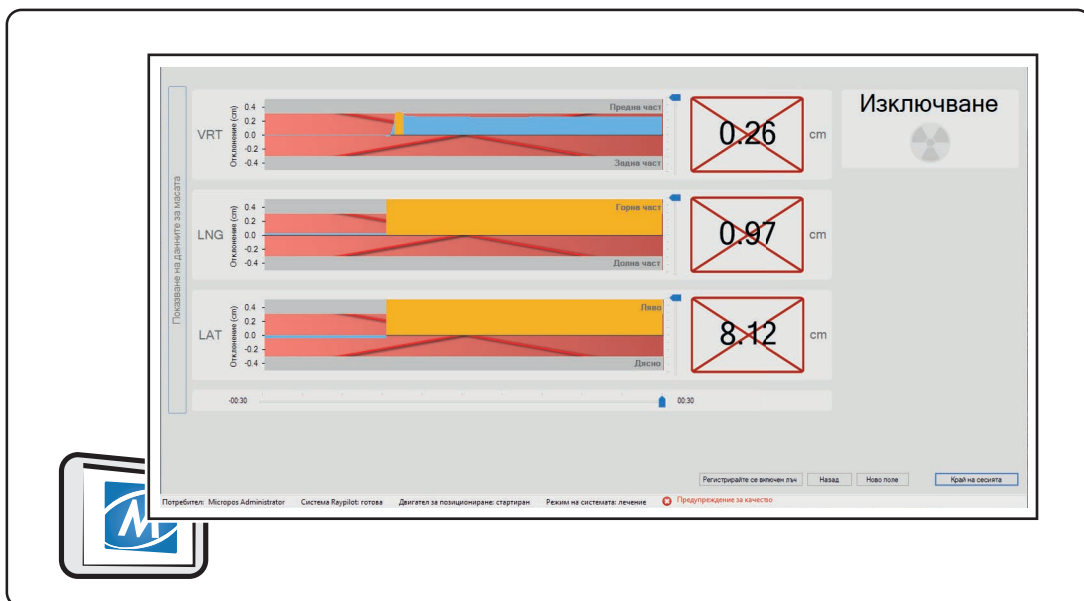 Изключване
Показване на данните за масата
VRT
Отклонение (cm)
0.4
0.2
0.0
-0.2
-0.4
Предна част
Задна част
0.26
cm
LNG
Отклонение (cm)
0.4
0.2
0.0
-0.2
-0.4
Горна част
Долна част
0.97
cm
LAT
Отклонение (cm)
0.4
0.2
0.0
-0.2
-0.4
Ляво
Дясно
8.12
cm
-00:30
00:30
Регистрирайте се включен лъч
Назад
Ново поле
Край на сесията
Потребител: Micropos Administrator Система Raypilot: готова Двигател за позициониране: стартиран Режим на системата: лечение Предупреждение за качество
M